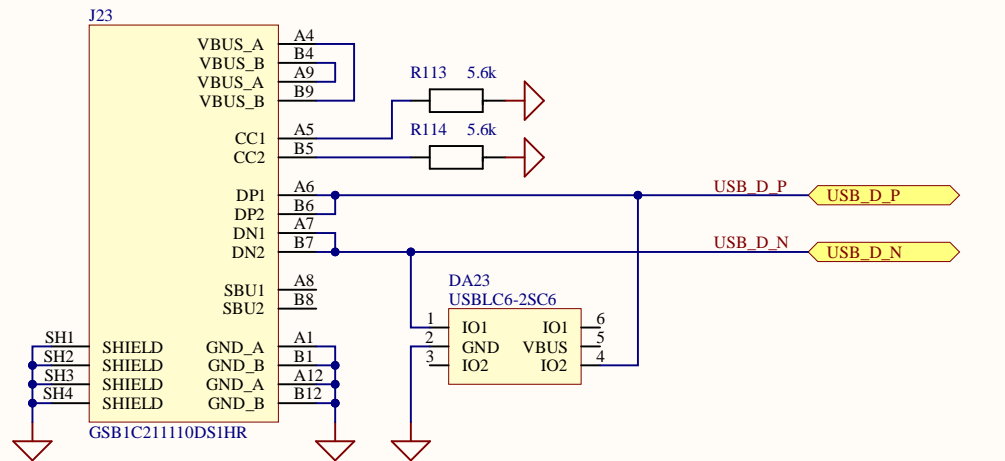 J23
VBUS_A A4
VBUS_B B4
VBUS_A A9
VBUS_B B9
R113 5.6k
CC1 A5
R114 5.6k
CC2 B5
DP1 A6
USB_D_P USB_D_P
DP2 B6
DN1 A7
DN2 B7
USB_D_N USB_D_N
SBU1 A8
SBU2 B8
DA23
USBLC6-2SC6
1 IO1 IO1 6
2 GND VBUS 5
3 IO2 IO2 4
SH1 SHIELD GND_A A1
SH2 SHIELD GND_B B1
SH3 SHIELD GND_A A12
SH4 SHIELD GND_B B12
GSB1C211110DS1HR